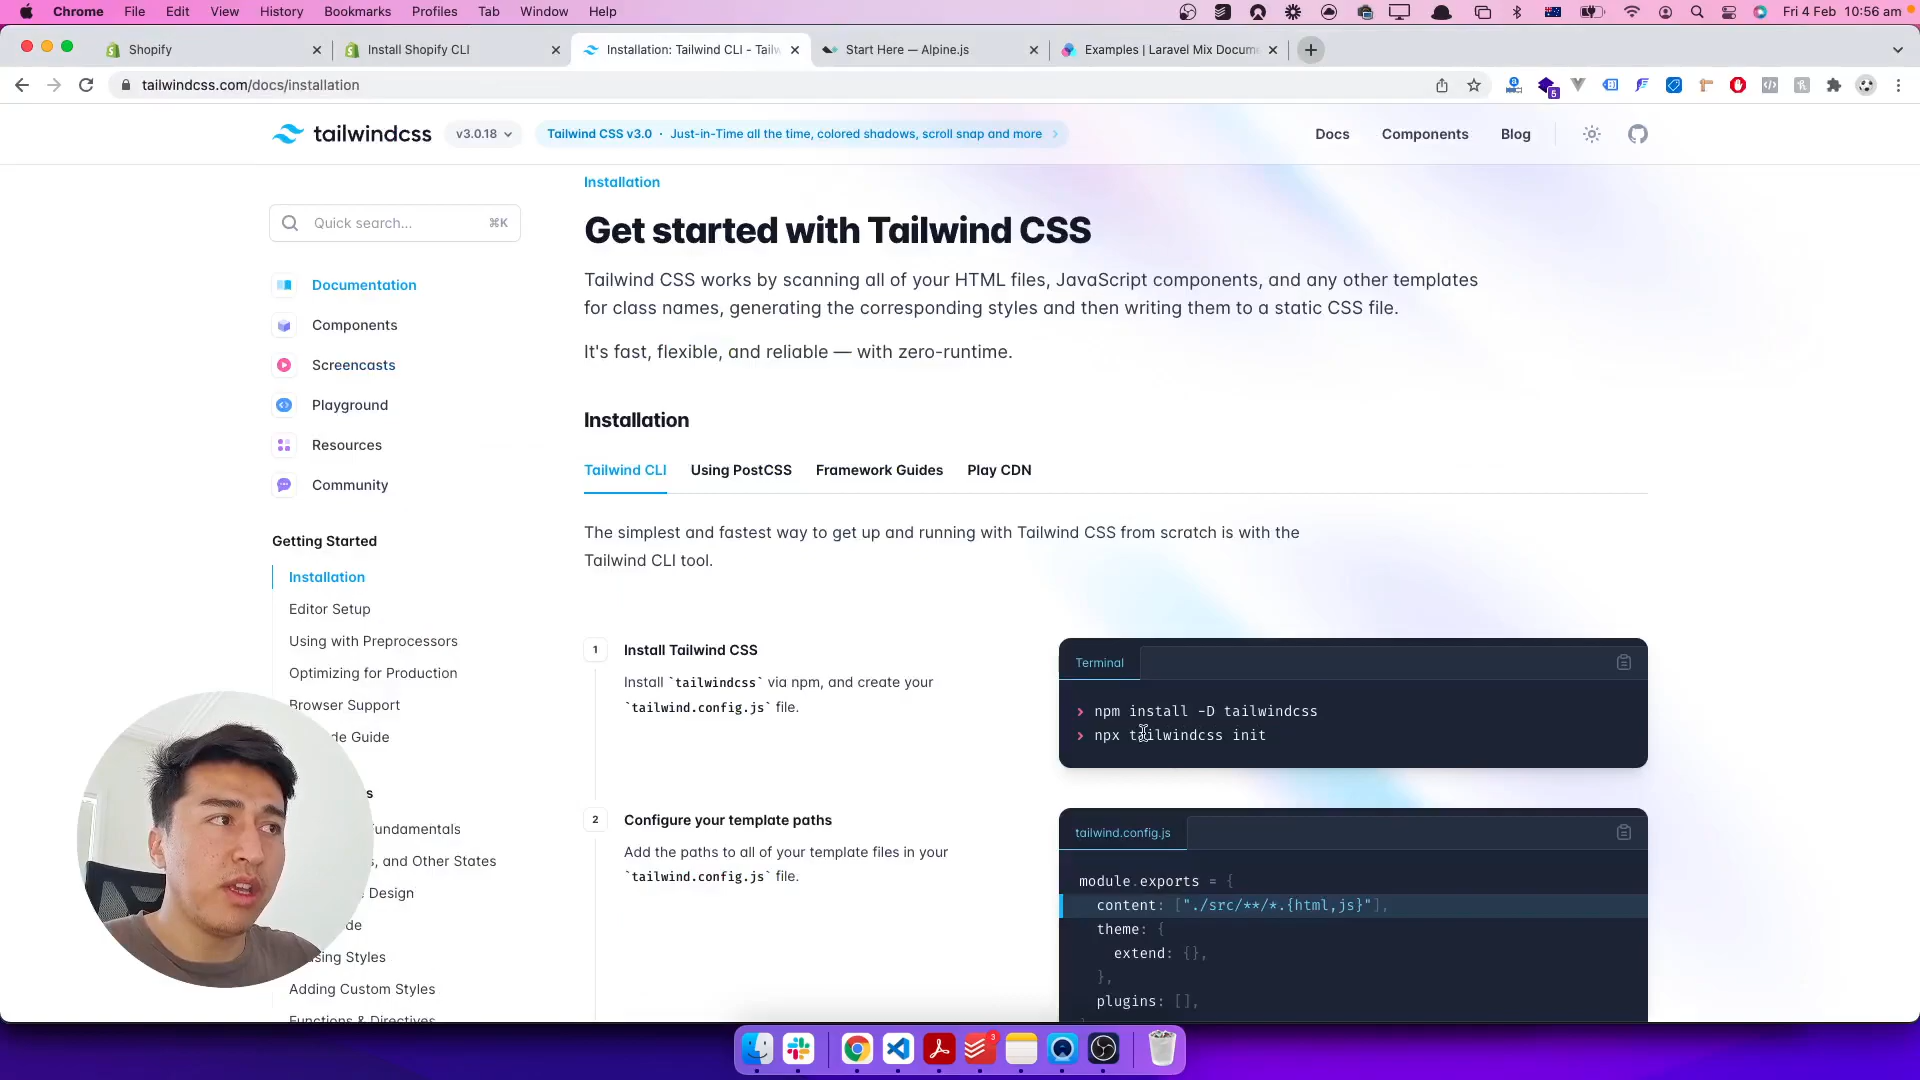 Chrome File Edit View History Bookmarks Profiles Tab Window Help Fri 4 Feb 10:56 am
Shopify
Install Shopify CLI
Installation: Tailwind CLI - Tailw
Start Here — Alpine.js
Examples | Laravel Mix Docum
tailwindcss.com/docs/installation
5
tailwindcss
v3.0.18
Tailwind CSS v3.0 · Just-in-Time all the time, colored shadows, scroll snap and more
Docs Components Blog
Quick search... ⌘K
Documentation
Components
Screencasts
Playground
Resources
Community
Getting Started
Installation
Editor Setup
Using with Preprocessors
Optimizing for Production
Browser Support
de Guide
s
undamentals
s, and Other States
Design
de
sing Styles
Adding Custom Styles
Functions & Directives
Installation
Get started with Tailwind CSS
Tailwind CSS works by scanning all of your HTML files, JavaScript components, and any other templates
for class names, generating the corresponding styles and then writing them to a static CSS file.
It's fast, flexible, and reliable — with zero-runtime.
Installation
Tailwind CLI Using PostCSS Framework Guides Play CDN
The simplest and fastest way to get up and running with Tailwind CSS from scratch is with the
Tailwind CLI tool.
1 Install Tailwind CSS
Install `tailwindcss` via npm, and create your
`tailwind.config.js` file.
Terminal
> npm install -D tailwindcss
> npx tailwindcss init
2 Configure your template paths
Add the paths to all of your template files in your
`tailwind.config.js` file.
tailwind.config.js
module.exports = {
content: ["./src/**/*.{html,js}"],
theme: {
extend: {},
},
plugins: [],
3